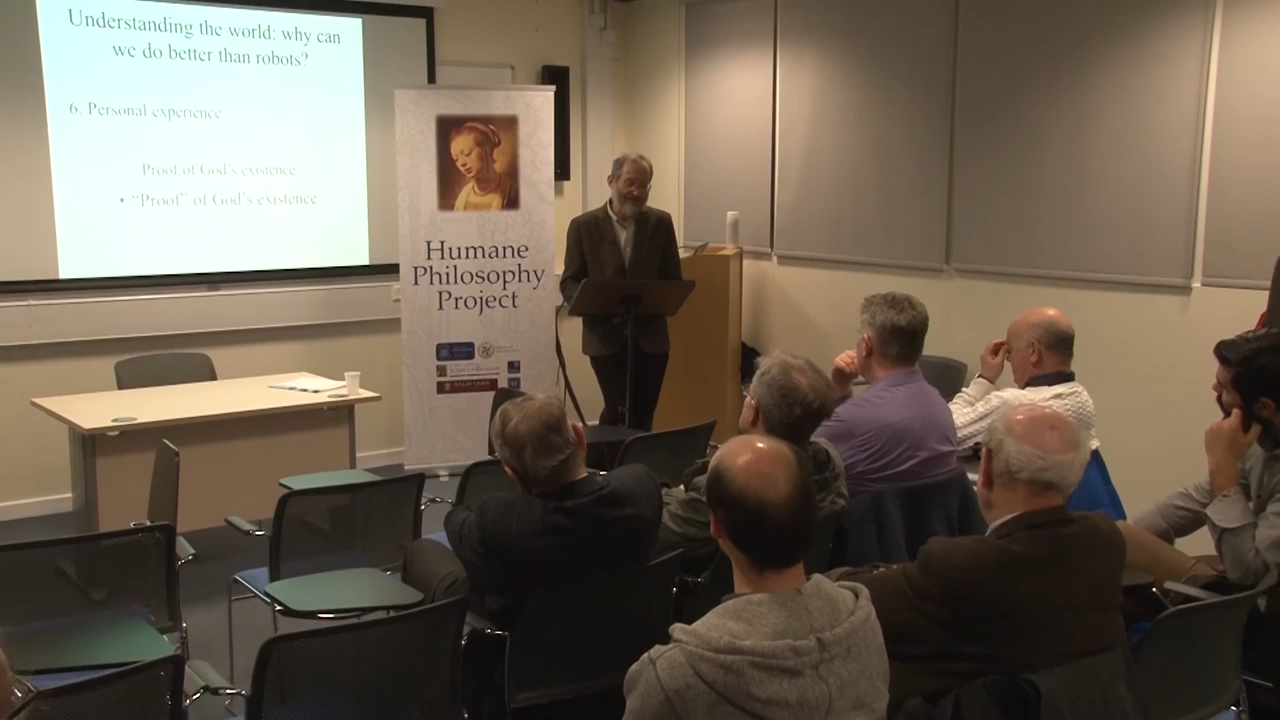 Understanding the world: why can
we do better than robots?
6. Personal experience
Proof of God's existence
• “Proof” of God's existence
Humane
Philosophy
Project